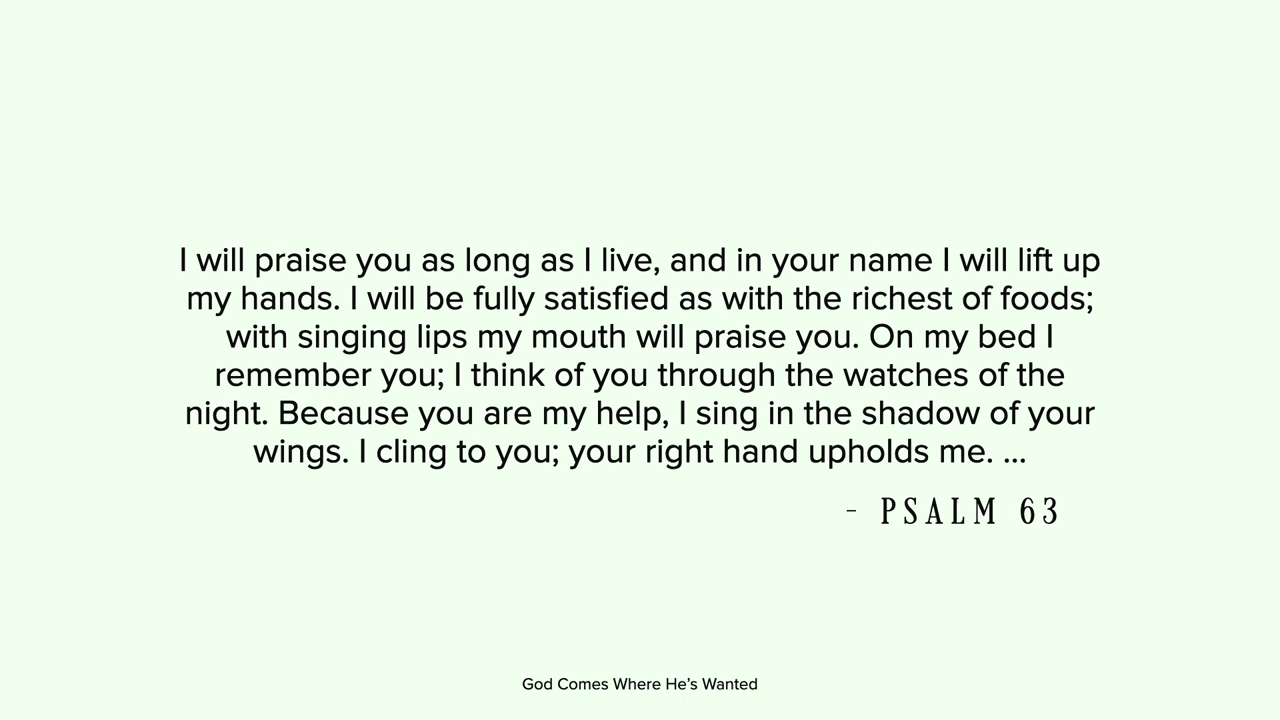 I will praise you as long as I live, and in your name I will lift up
my hands. I will be fully satisfied as with the richest of foods;
with singing lips my mouth will praise you. On my bed I
remember you; I think of you through the watches of the
night. Because you are my help, I sing in the shadow of your
wings. I cling to you; your right hand upholds me. ...
- PSALM 63
God Comes Where He’s Wanted